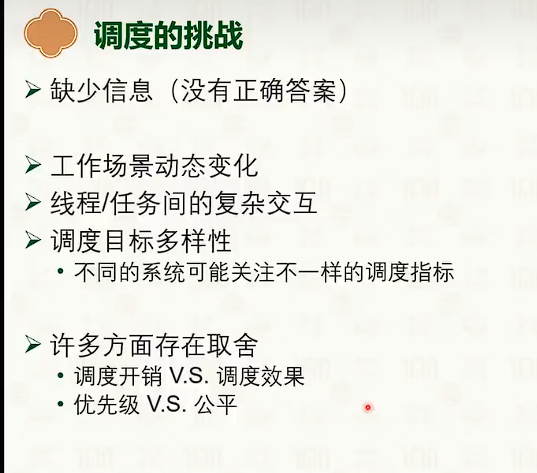 调度的挑战
➢ 缺少信息（没有正确答案）
➢ 工作场景动态变化
➢ 线程/任务间的复杂交互
➢ 调度目标多样性
• 不同的系统可能关注不一样的调度指标
➢ 许多方面存在取舍
• 调度开销 V.S. 调度效果
• 优先级 V.S. 公平